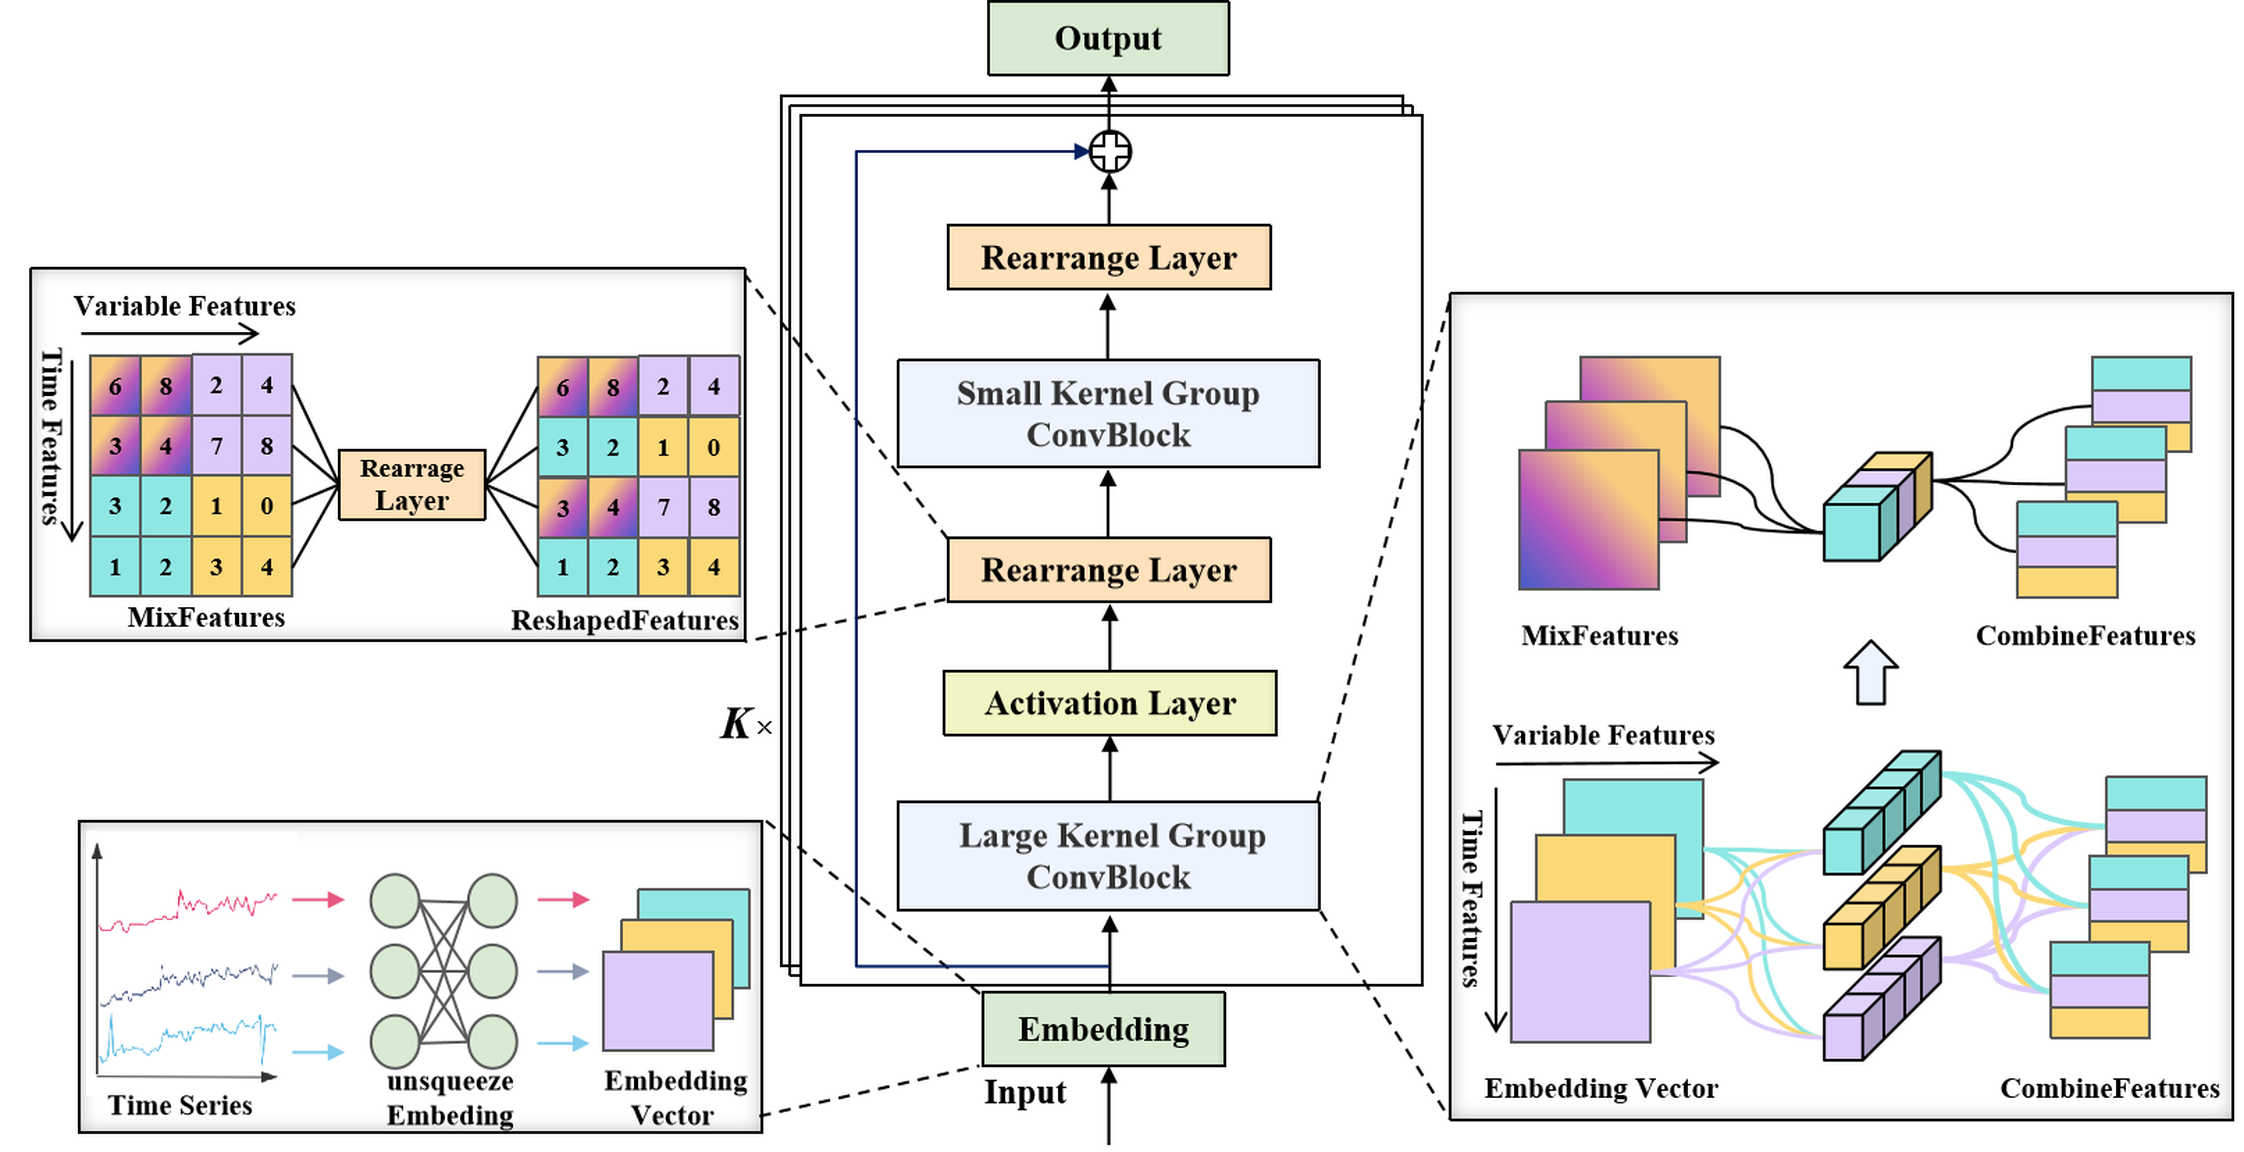 Output
Rearrange Layer
Small Kernel Group
ConvBlock
Rearrange Layer
Activation Layer
K ×
Large Kernel Group
ConvBlock
Embedding
Input
Variable Features
Time Features
6 8 2 4
3 4 7 8
3 2 1 0
1 2 3 4
MixFeatures
Rearrage
Layer
6 8 2 4
3 2 1 0
3 4 7 8
1 2 3 4
ReshapedFeatures
Time Series
unsqueeze
Embeding
Embedding
Vector
MixFeatures
CombineFeatures
Variable Features
Time Features
Embedding Vector
CombineFeatures